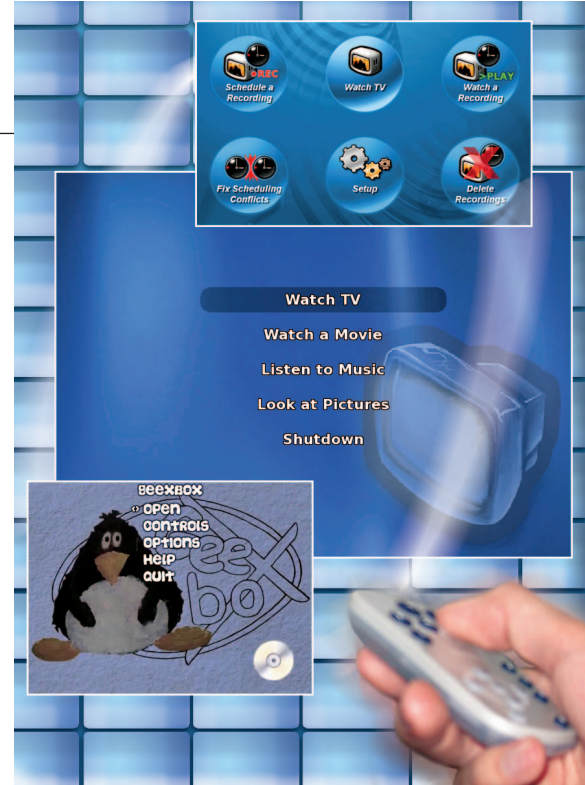 REC
Schedule a
Recording
Watch TV
>PLAY
Watch a
Recording
Fix Scheduling
Conflicts
Setup
Delete
Recordings
Watch TV
Watch a Movie
Listen to Music
Look at Pictures
Shutdown
GEEXBOX
OPEN
CONTROLS
OPTIONS
HELP
QUIT
Geex
box